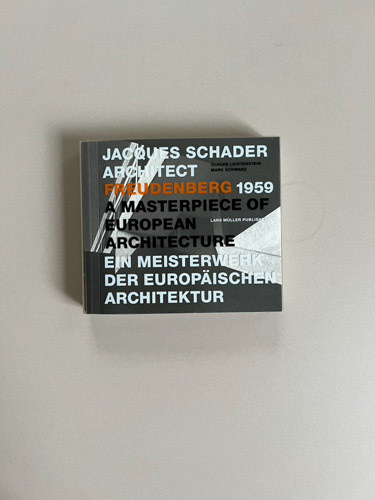 JACQUES SCHADER
ARCHITECT
FREUDENBERG 1959
A MASTERPIECE OF
EUROPEAN
ARCHITECTURE
EIN MEISTERWERK
DER EUROPÄISCHEN
ARCHITEKTUR
CLAUDE LICHTENSTEIN
MARC SCHWARZ
LARS MÜLLER